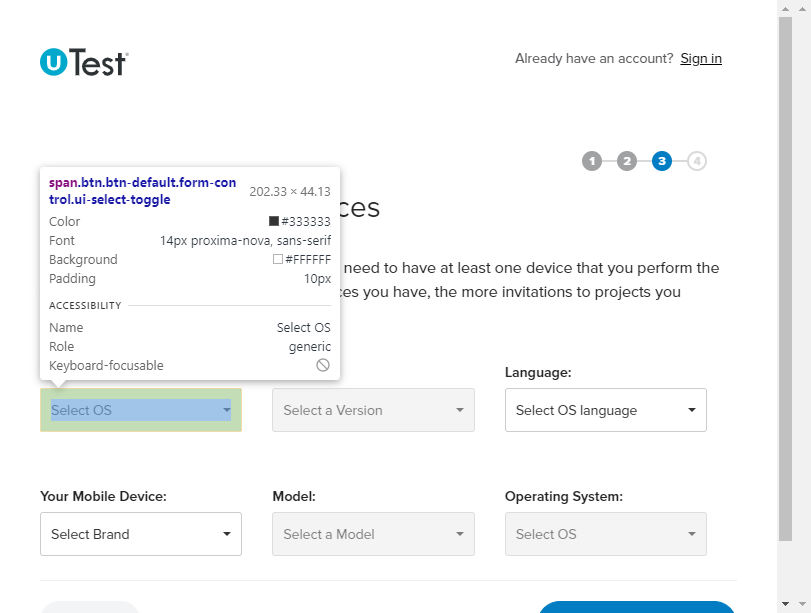 uTest
Already have an account? Sign in
1 2 3 4
span.btn.btn-default.form-con
trol.ui-select-toggle
202.33 × 44.13
Color #333333
Font 14px proxima-nova, sans-serif
Background #FFFFFF
Padding 10px
ACCESSIBILITY
Name Select OS
Role generic
Keyboard-focusable
ces
need to have at least one device that you perform the
ces you have, the more invitations to projects you
Language:
Select OS
Select a Version
Select OS language
Your Mobile Device:
Model:
Operating System:
Select Brand
Select a Model
Select OS